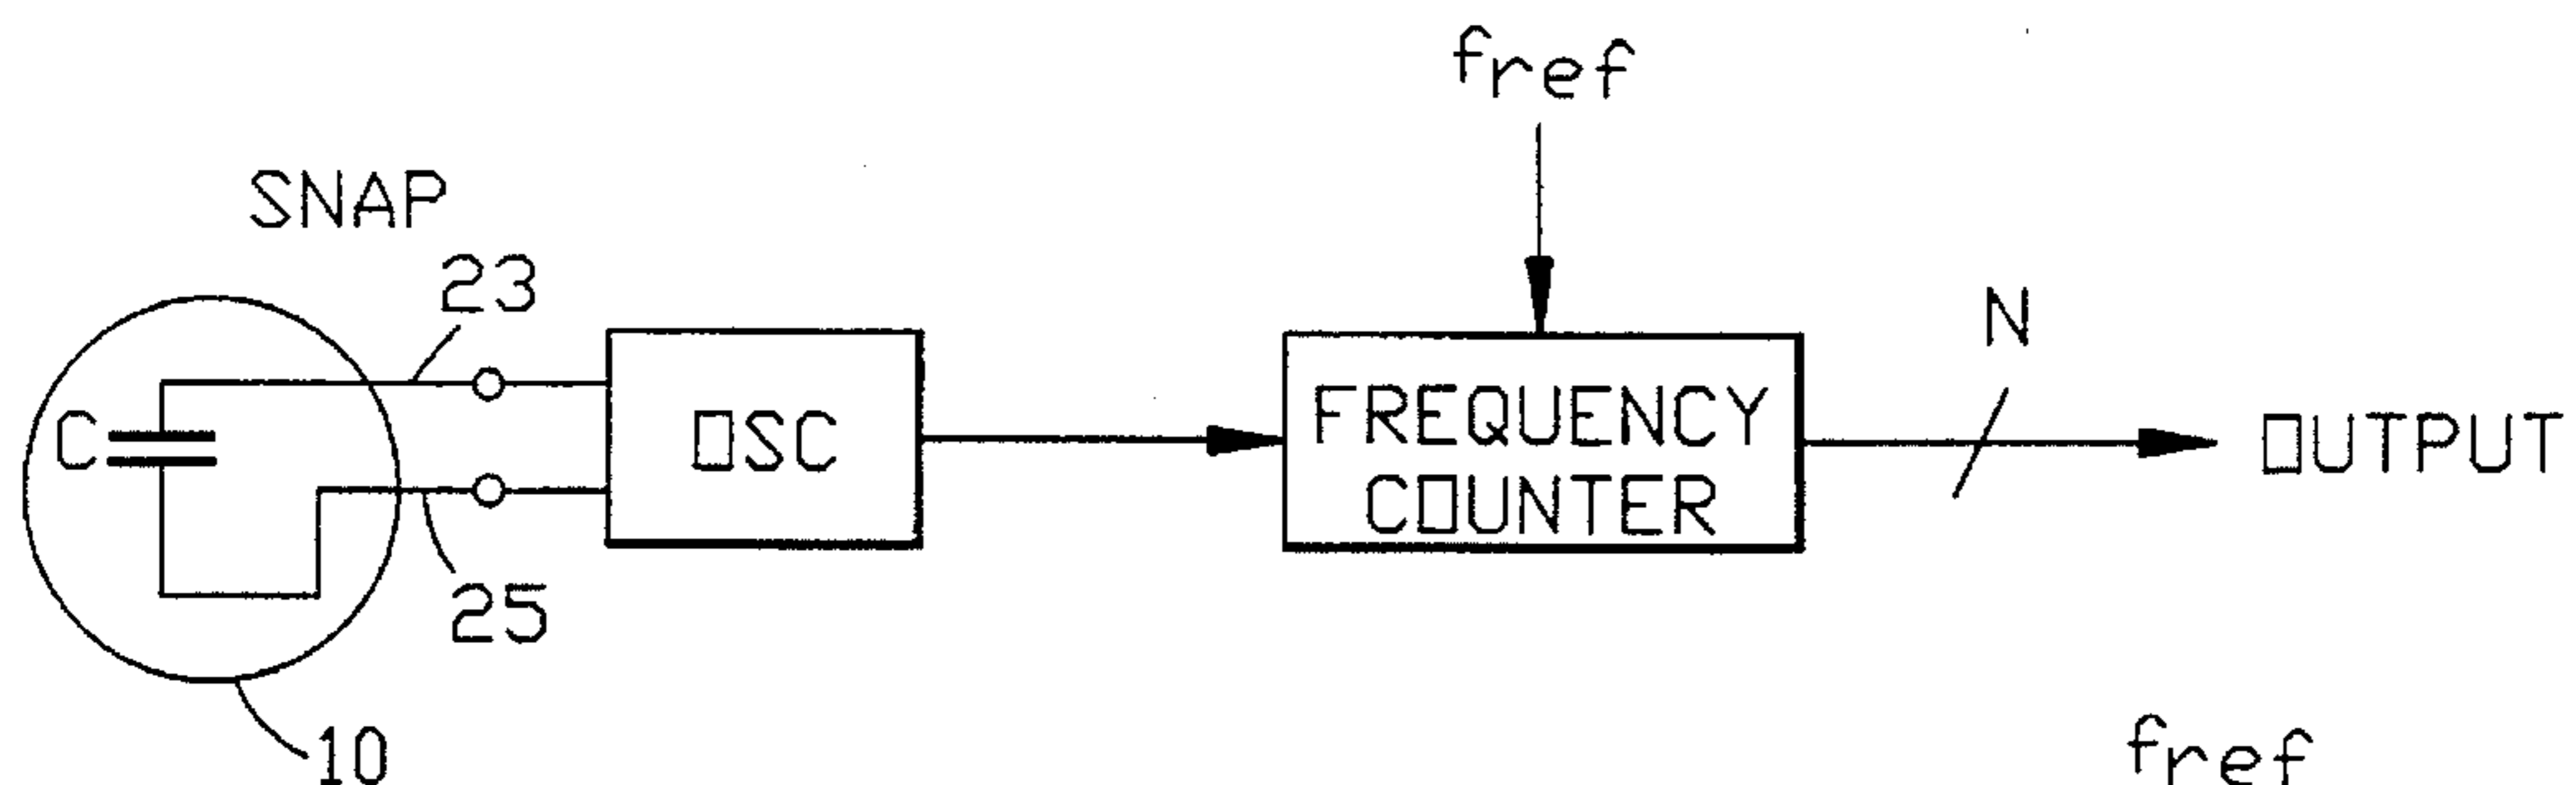 fref
SNAP
23
N
C
OSC
FREQUENCY
COUNTER
OUTPUT
25
10
fref